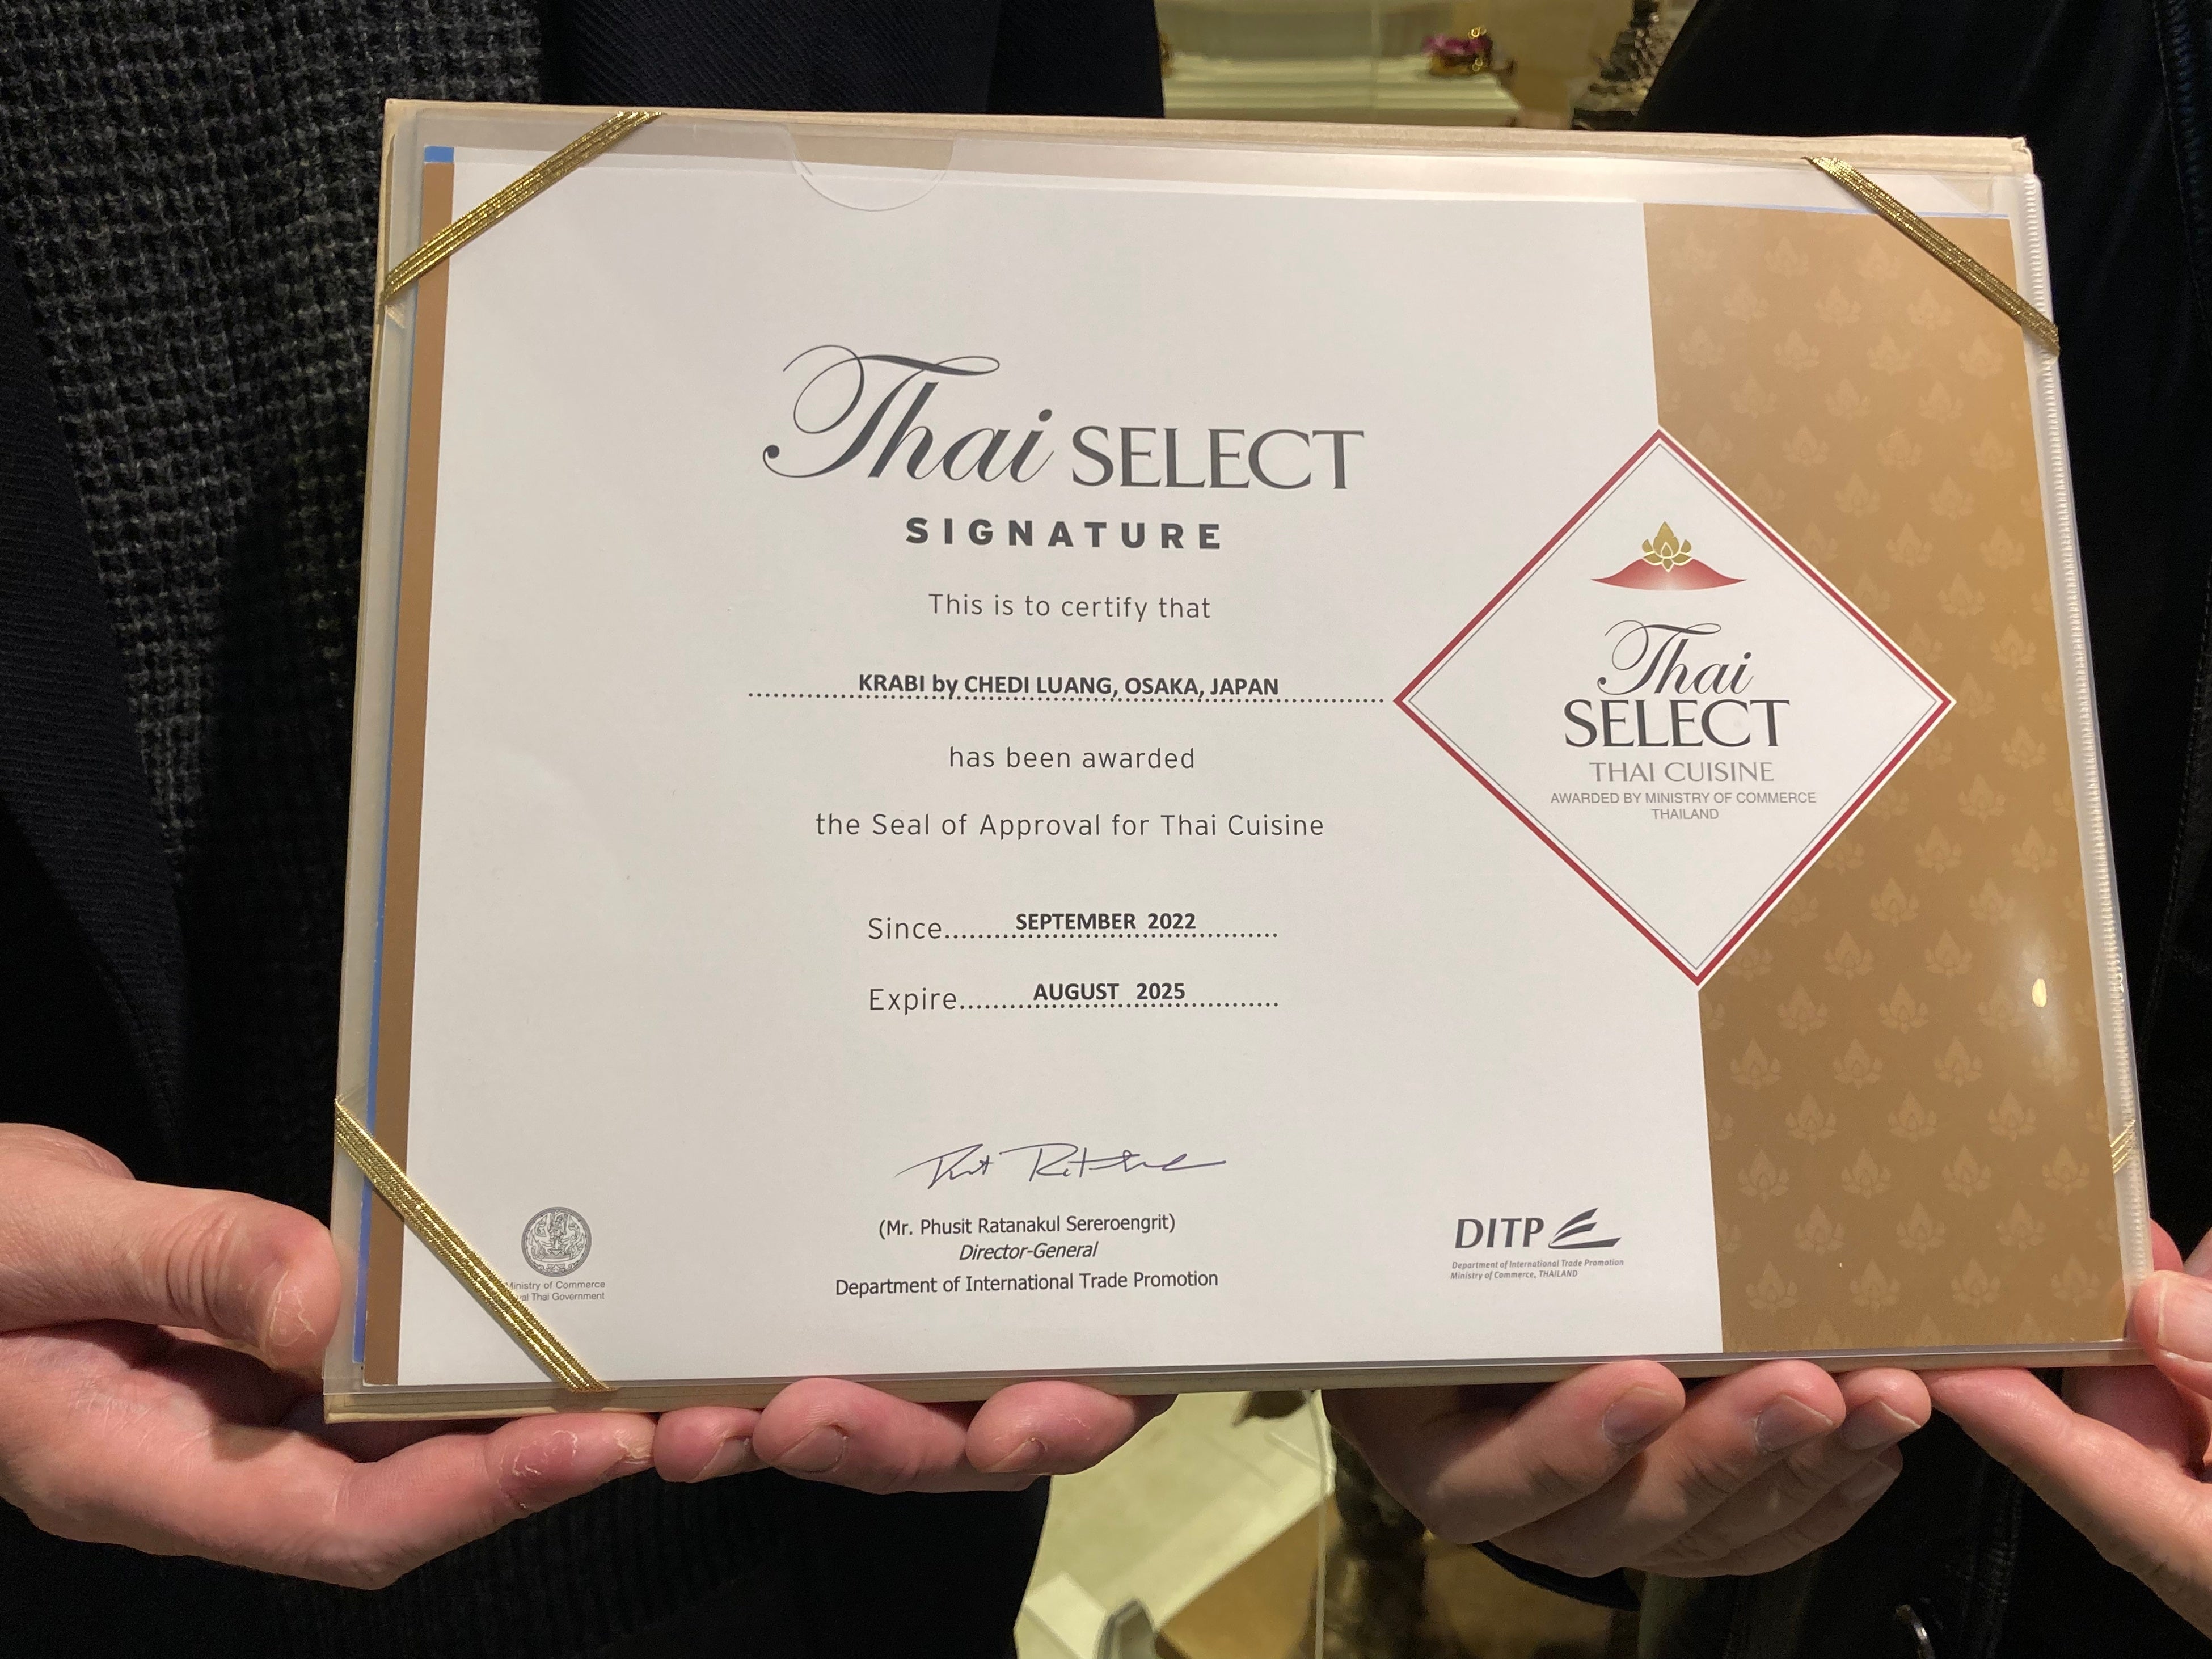 Thai SELECT
SIGNATURE
This is to certify that
KRABI by CHEDI LUANG, OSAKA, JAPAN
has been awarded
the Seal of Approval for Thai Cuisine
Since........SEPTEMBER 2022........
Expire........AUGUST 2025........
Thai
SELECT
THAI CUISINE
AWARDED BY MINISTRY OF COMMERCE
THAILAND
(Mr. Phusit Ratanakul Sereroengrit)
Director-General
Department of International Trade Promotion
Ministry of Commerce
Thai Government
DITP
Department of International Trade Promotion
Ministry of Commerce, THAILAND